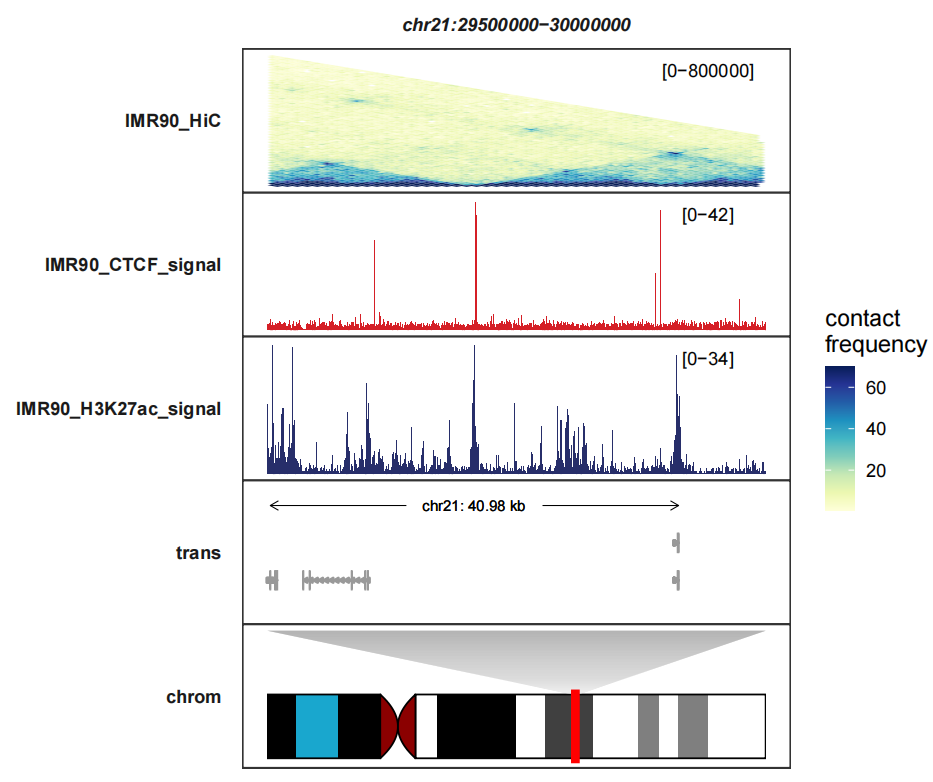 chr21:29500000−30000000
IMR90_HiC
[0−800000]
IMR90_CTCF_signal
[0−42]
IMR90_H3K27ac_signal
[0−34]
contact
frequency
60
40
20
trans
chr21: 40.98 kb
chrom